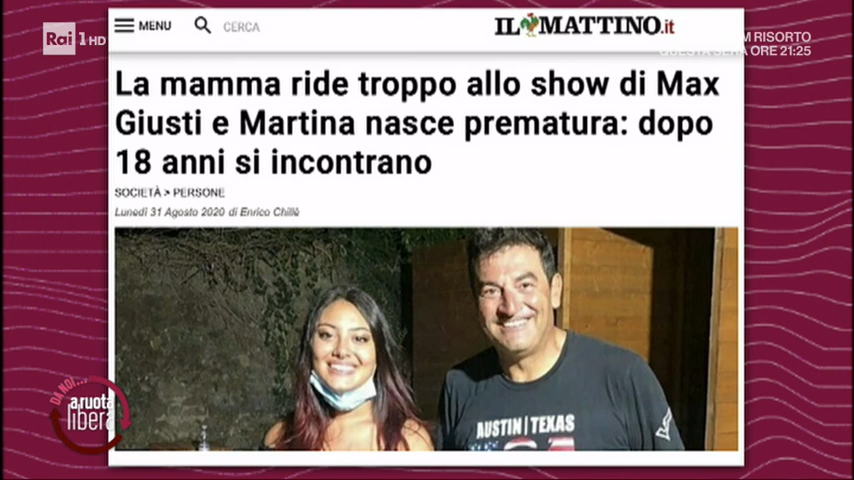 Rai 1 HD
MENU
CERCA
IL MATTINO.it
M RISORTO
QUESTA SERA ORE 21:25
La mamma ride troppo allo show di Max
Giusti e Martina nasce prematura: dopo
18 anni si incontrano
SOCIETÀ > PERSONE
Lunedì 31 Agosto 2020 di Enrico Chillè
AUSTIN | TEXAS
DA NOI...
A RUOTA
libera